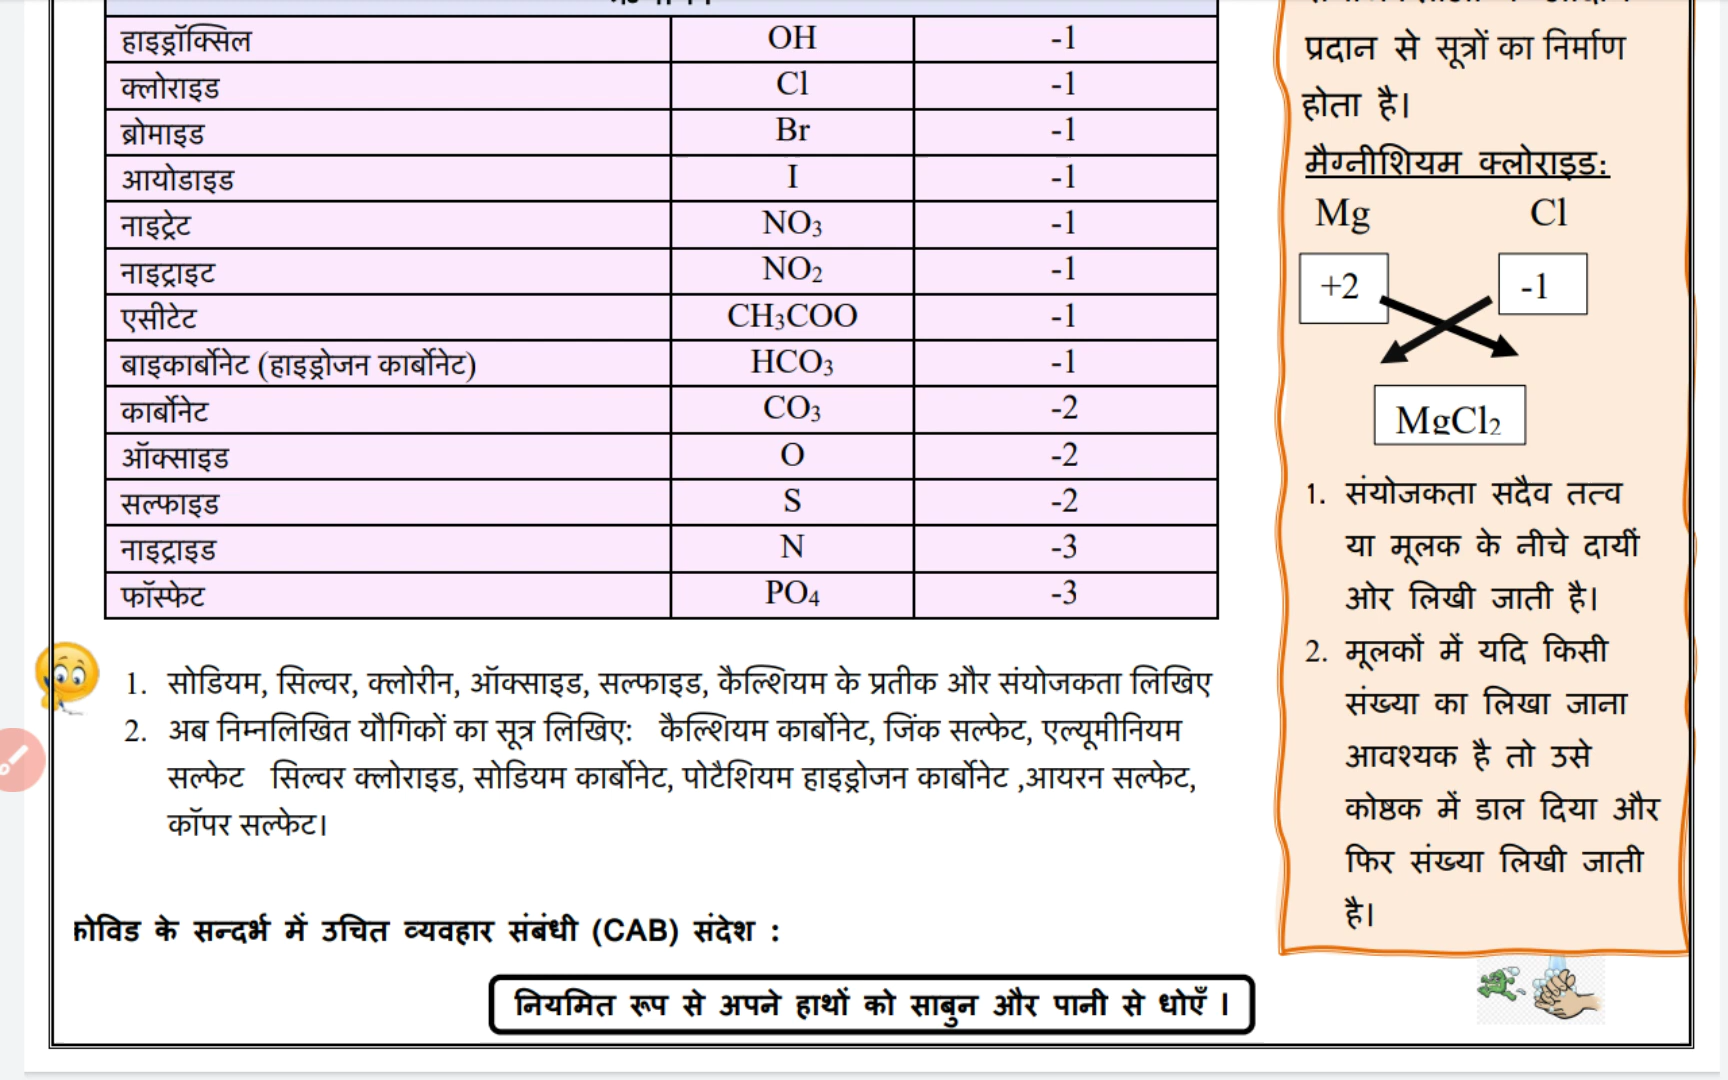 हाइड्रॉक्सिल OH -1
क्लोराइड Cl -1
ब्रोमाइड Br -1
आयोडाइड I -1
नाइट्रेट NO3 -1
नाइट्राइट NO2 -1
एसीटेट CH3COO -1
बाइकार्बोनेट (हाइड्रोजन कार्बोनेट) HCO3 -1
कार्बोनेट CO3 -2
ऑक्साइड O -2
सल्फाइड S -2
नाइट्राइड N -3
फॉस्फेट PO4 -3
1. सोडियम, सिल्वर, क्लोरीन, ऑक्साइड, सल्फाइड, कैल्शियम के प्रतीक और संयोजकता लिखिए
2. अब निम्नलिखित यौगिकों का सूत्र लिखिए: कैल्शियम कार्बोनेट, जिंक सल्फेट, एल्यूमीनियम
सल्फेट सिल्वर क्लोराइड, सोडियम कार्बोनेट, पोटैशियम हाइड्रोजन कार्बोनेट ,आयरन सल्फेट,
कॉपर सल्फेट।
कोविड के सन्दर्भ में उचित व्यवहार संबंधी (CAB) संदेश :
नियमित रूप से अपने हाथों को साबुन और पानी से धोएँ ।
प्रदान से सूत्रों का निर्माण
होता है।
मैग्नीशियम क्लोराइड:
Mg Cl
+2 -1
MgCl2
1. संयोजकता सदैव तत्व
या मूलक के नीचे दायीं
ओर लिखी जाती है।
2. मूलकों में यदि किसी
संख्या का लिखा जाना
आवश्यक है तो उसे
कोष्ठक में डाल दिया और
फिर संख्या लिखी जाती
है।